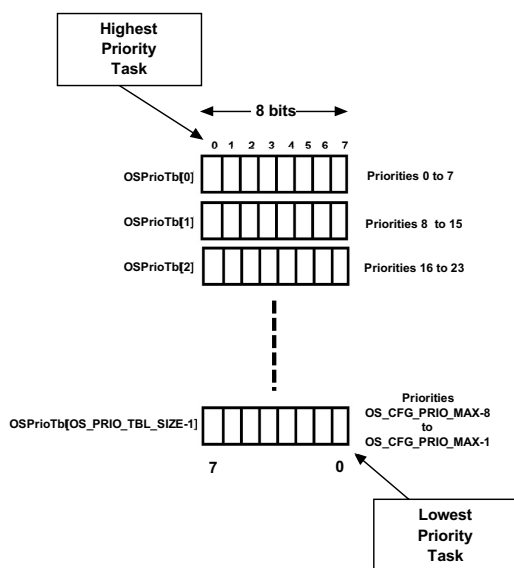 Highest
Priority
Task
8 bits
0 1 2 3 4 5 6 7
OSPrioTbl[0]
Priorities 0 to 7
OSPrioTbl[1]
Priorities 8 to 15
OSPrioTbl[2]
Priorities 16 to 23
OSPrioTbl[OS_PRIO_TBL_SIZE-1]
Priorities
OS_CFG_PRIO_MAX-8
to
OS_CFG_PRIO_MAX-1
7 0
Lowest
Priority
Task